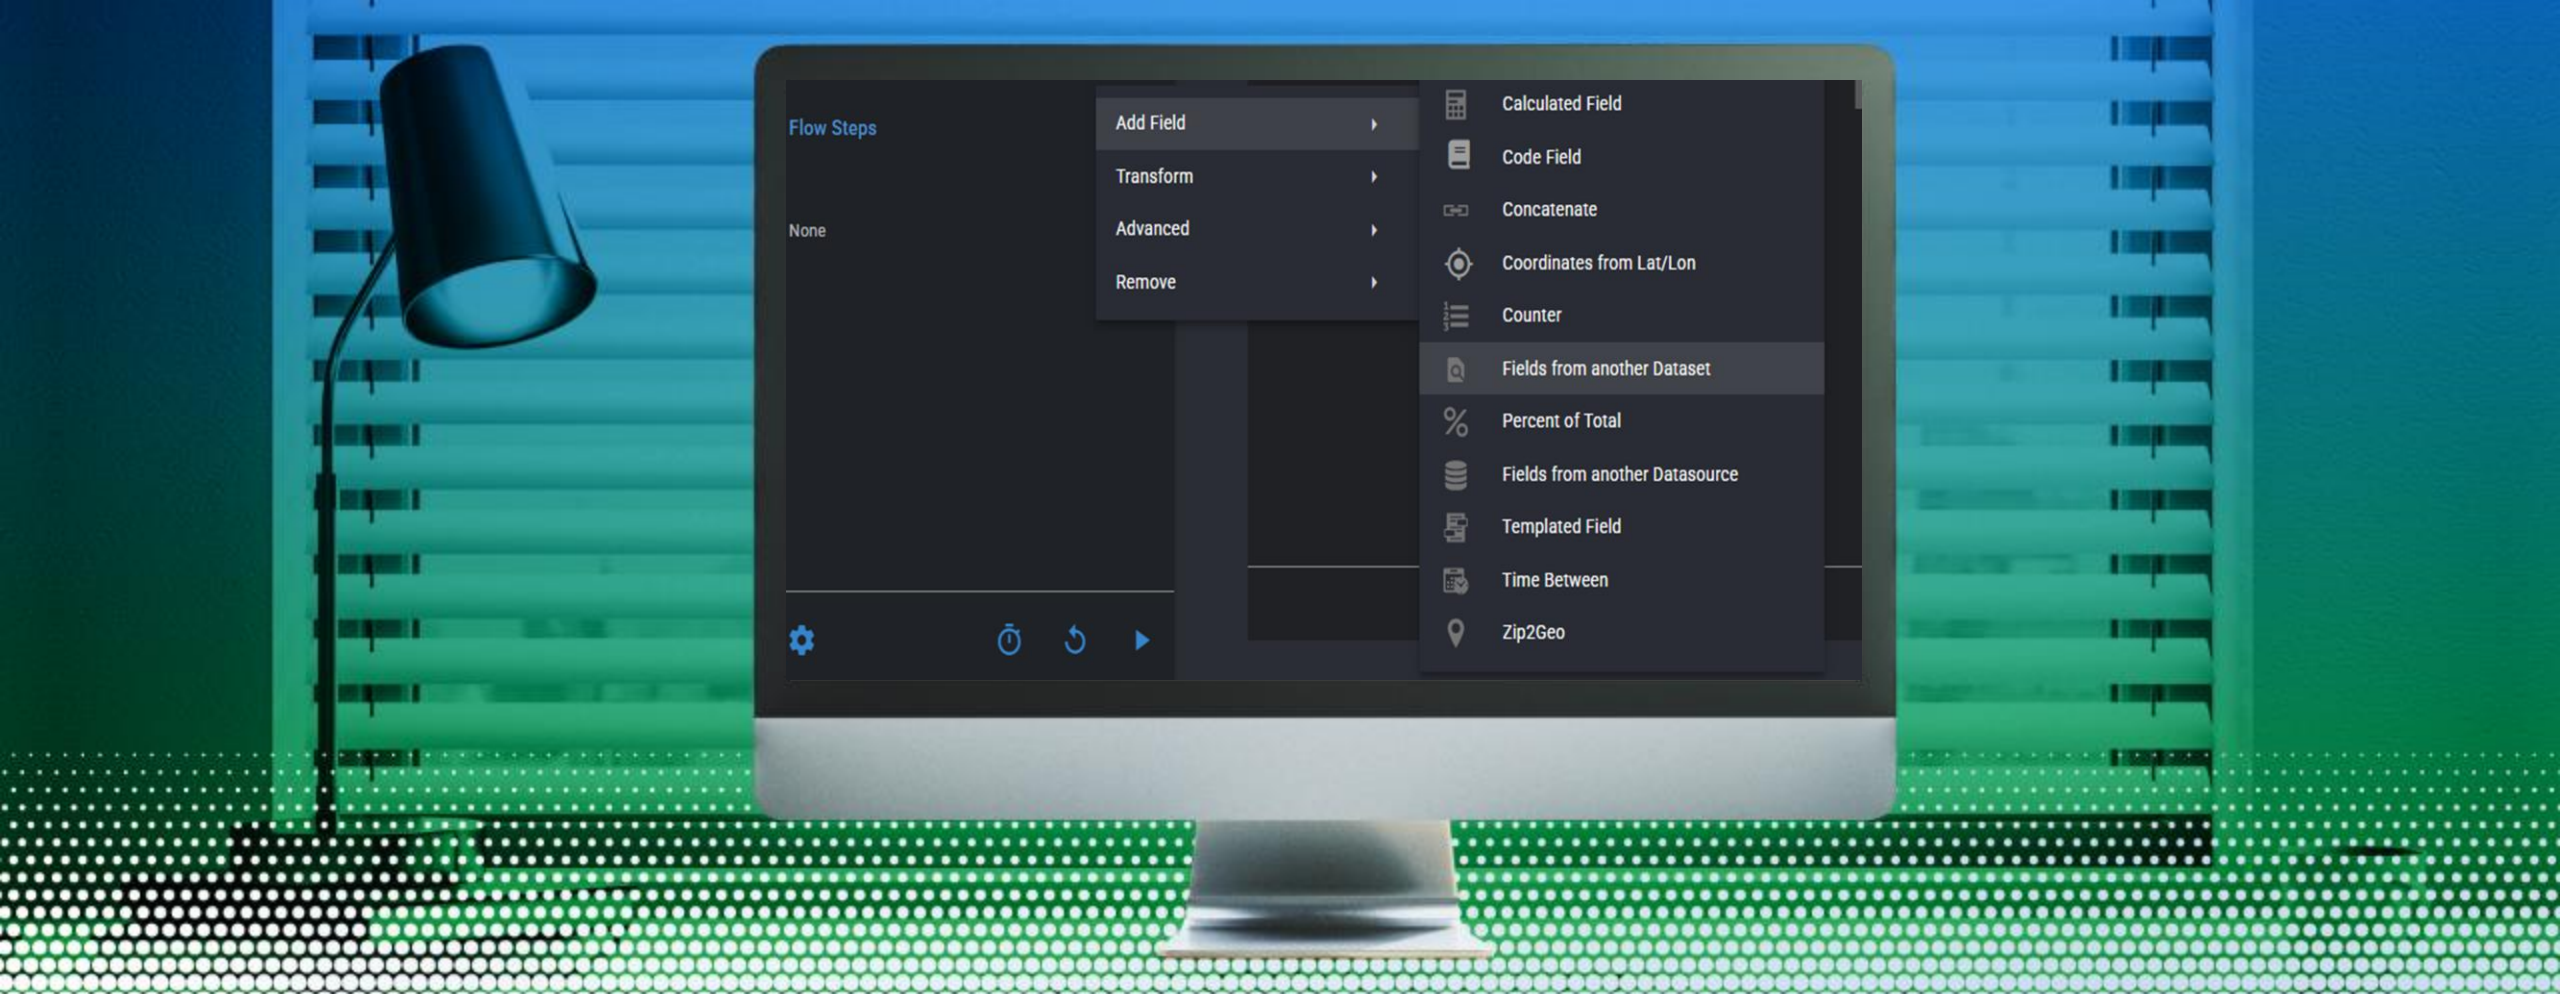 Flow Steps
None
Add Field
Transform
Advanced
Remove
Calculated Field
Code Field
Concatenate
Coordinates from Lat/Lon
Counter
Fields from another Dataset
Percent of Total
Fields from another Datasource
Templated Field
Time Between
Zip2Geo